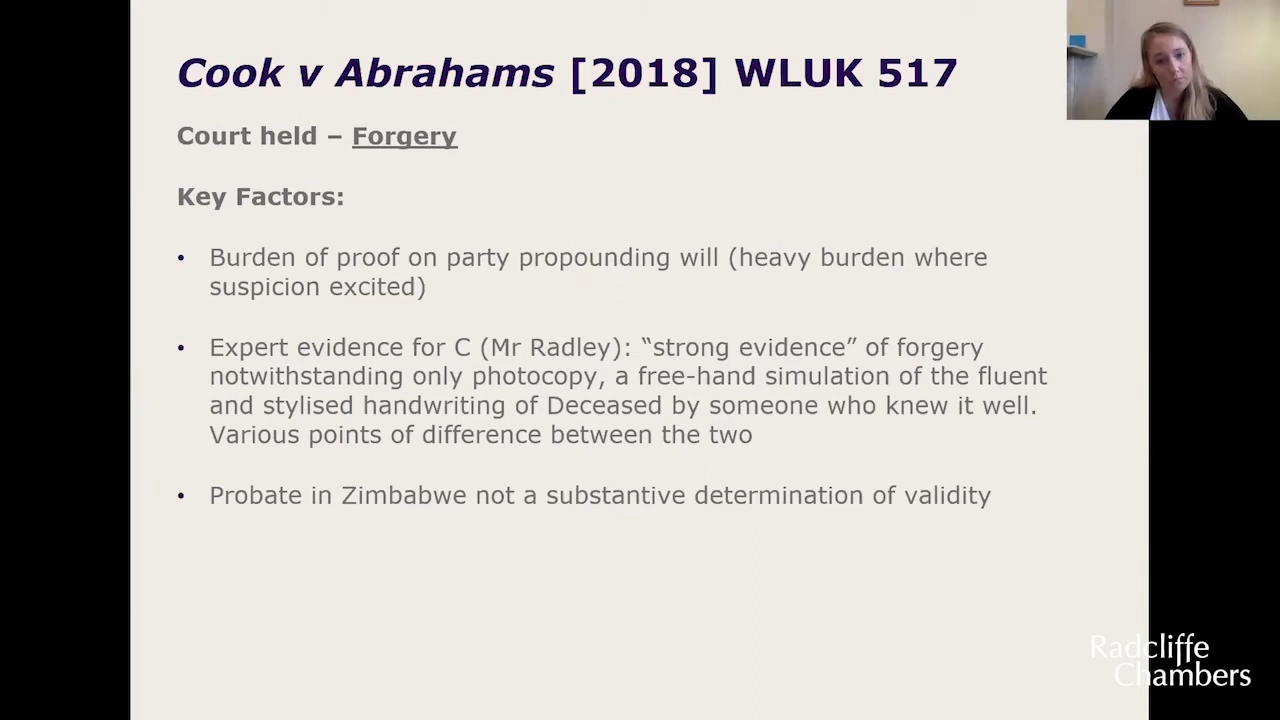 Cook v Abrahams [2018] WLUK 517
Court held – Forgery
Key Factors:
• Burden of proof on party propounding will (heavy burden where
suspicion excited)
• Expert evidence for C (Mr Radley): “strong evidence” of forgery
notwithstanding only photocopy, a free-hand simulation of the fluent
and stylised handwriting of Deceased by someone who knew it well.
Various points of difference between the two
• Probate in Zimbabwe not a substantive determination of validity
Radcliffe
Chambers